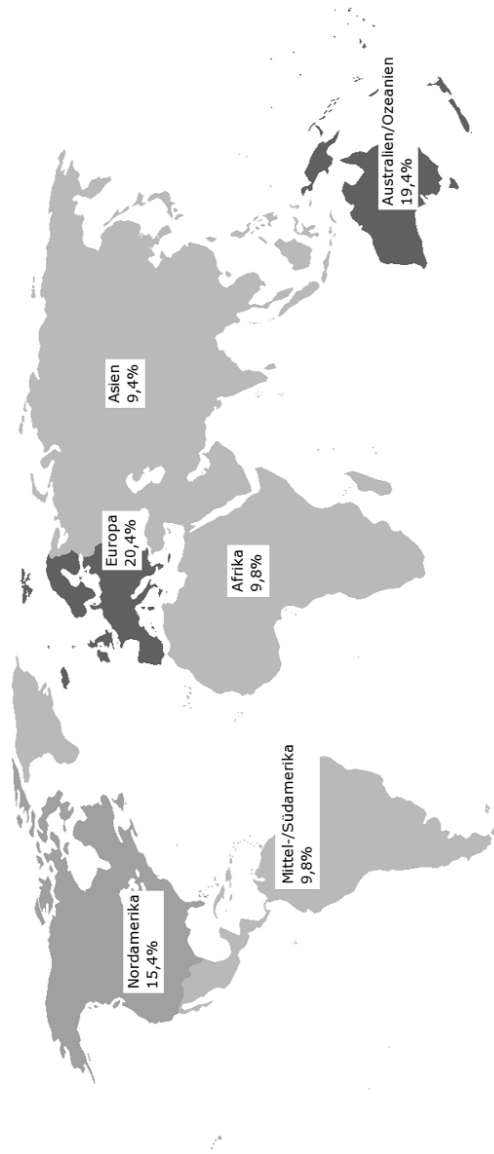 Nordamerika
15,4%
Mittel-/Südamerika
9,8%
Europa
20,4%
Afrika
9,8%
Asien
9,4%
Australien/Ozeanien
19,4%